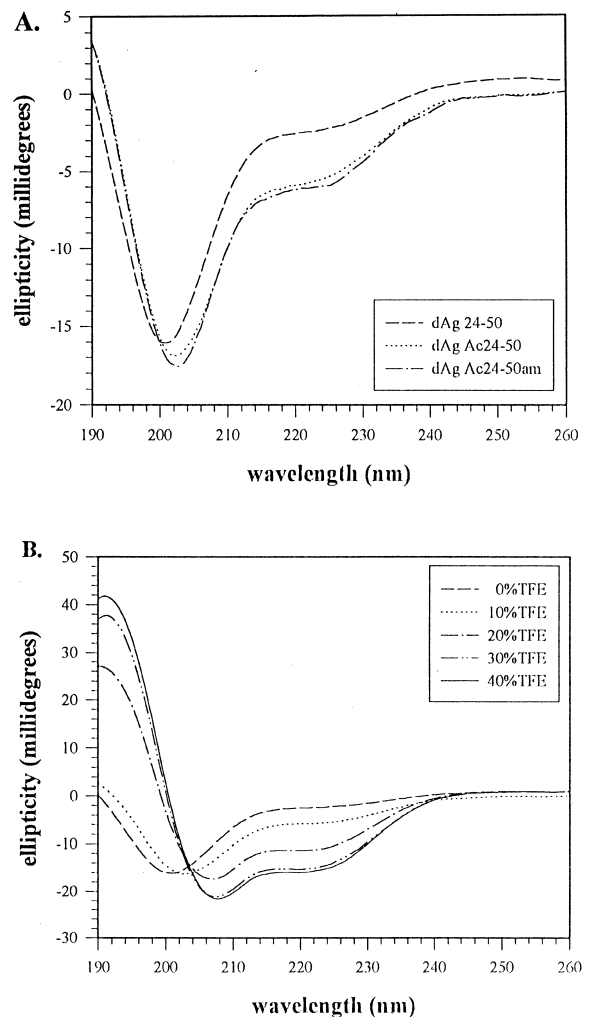 A.
5
0
-5
-10
-15
-20
ellipticity (millidegrees)
dAg 24-50
dAg Ac24-50
dAg Ac24-50am
190 200 210 220 230 240 250 260
wavelength (nm)
B.
50
40
30
20
10
0
-10
-20
-30
ellipticity (millidegrees)
0%TFE
10%TFE
20%TFE
30%TFE
40%TFE
190 200 210 220 230 240 250 260
wavelength (nm)